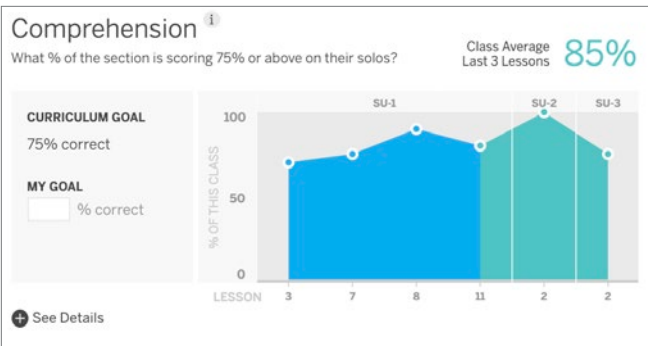 Comprehension i
What % of the section is scoring 75% or above on their solos?
Class Average
Last 3 Lessons
85%
CURRICULUM GOAL
75% correct
MY GOAL
% correct
% OF THIS CLASS
SU-1 SU-2 SU-3
100
50
0
LESSON 3 7 8 11 2 2
See Details